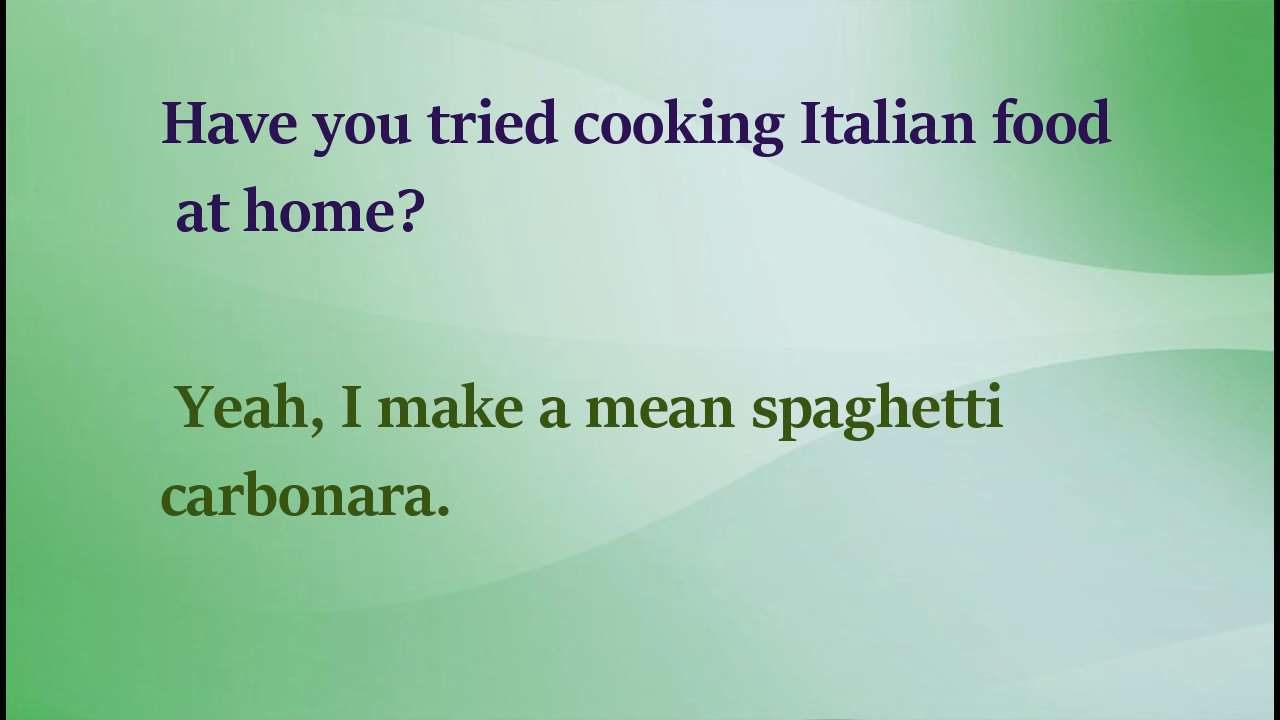 Have you tried cooking Italian food
at home?
Yeah, I make a mean spaghetti
carbonara.